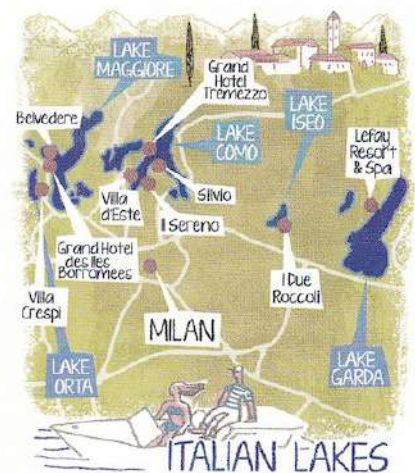 LAKE
MAGGIORE
Grand
Hotel
Tremezzo
Belvedere
LAKE
COMO
LAKE
ISEO
Lefay
Resort
& Spa
Villa
d'Este
Silvio
Il Sereno
Grand Hotel
des Iles
Borromees
I Due
Roccoli
Villa
Crespi
MILAN
LAKE
ORTA
LAKE
GARDA
ITALIAN LAKES